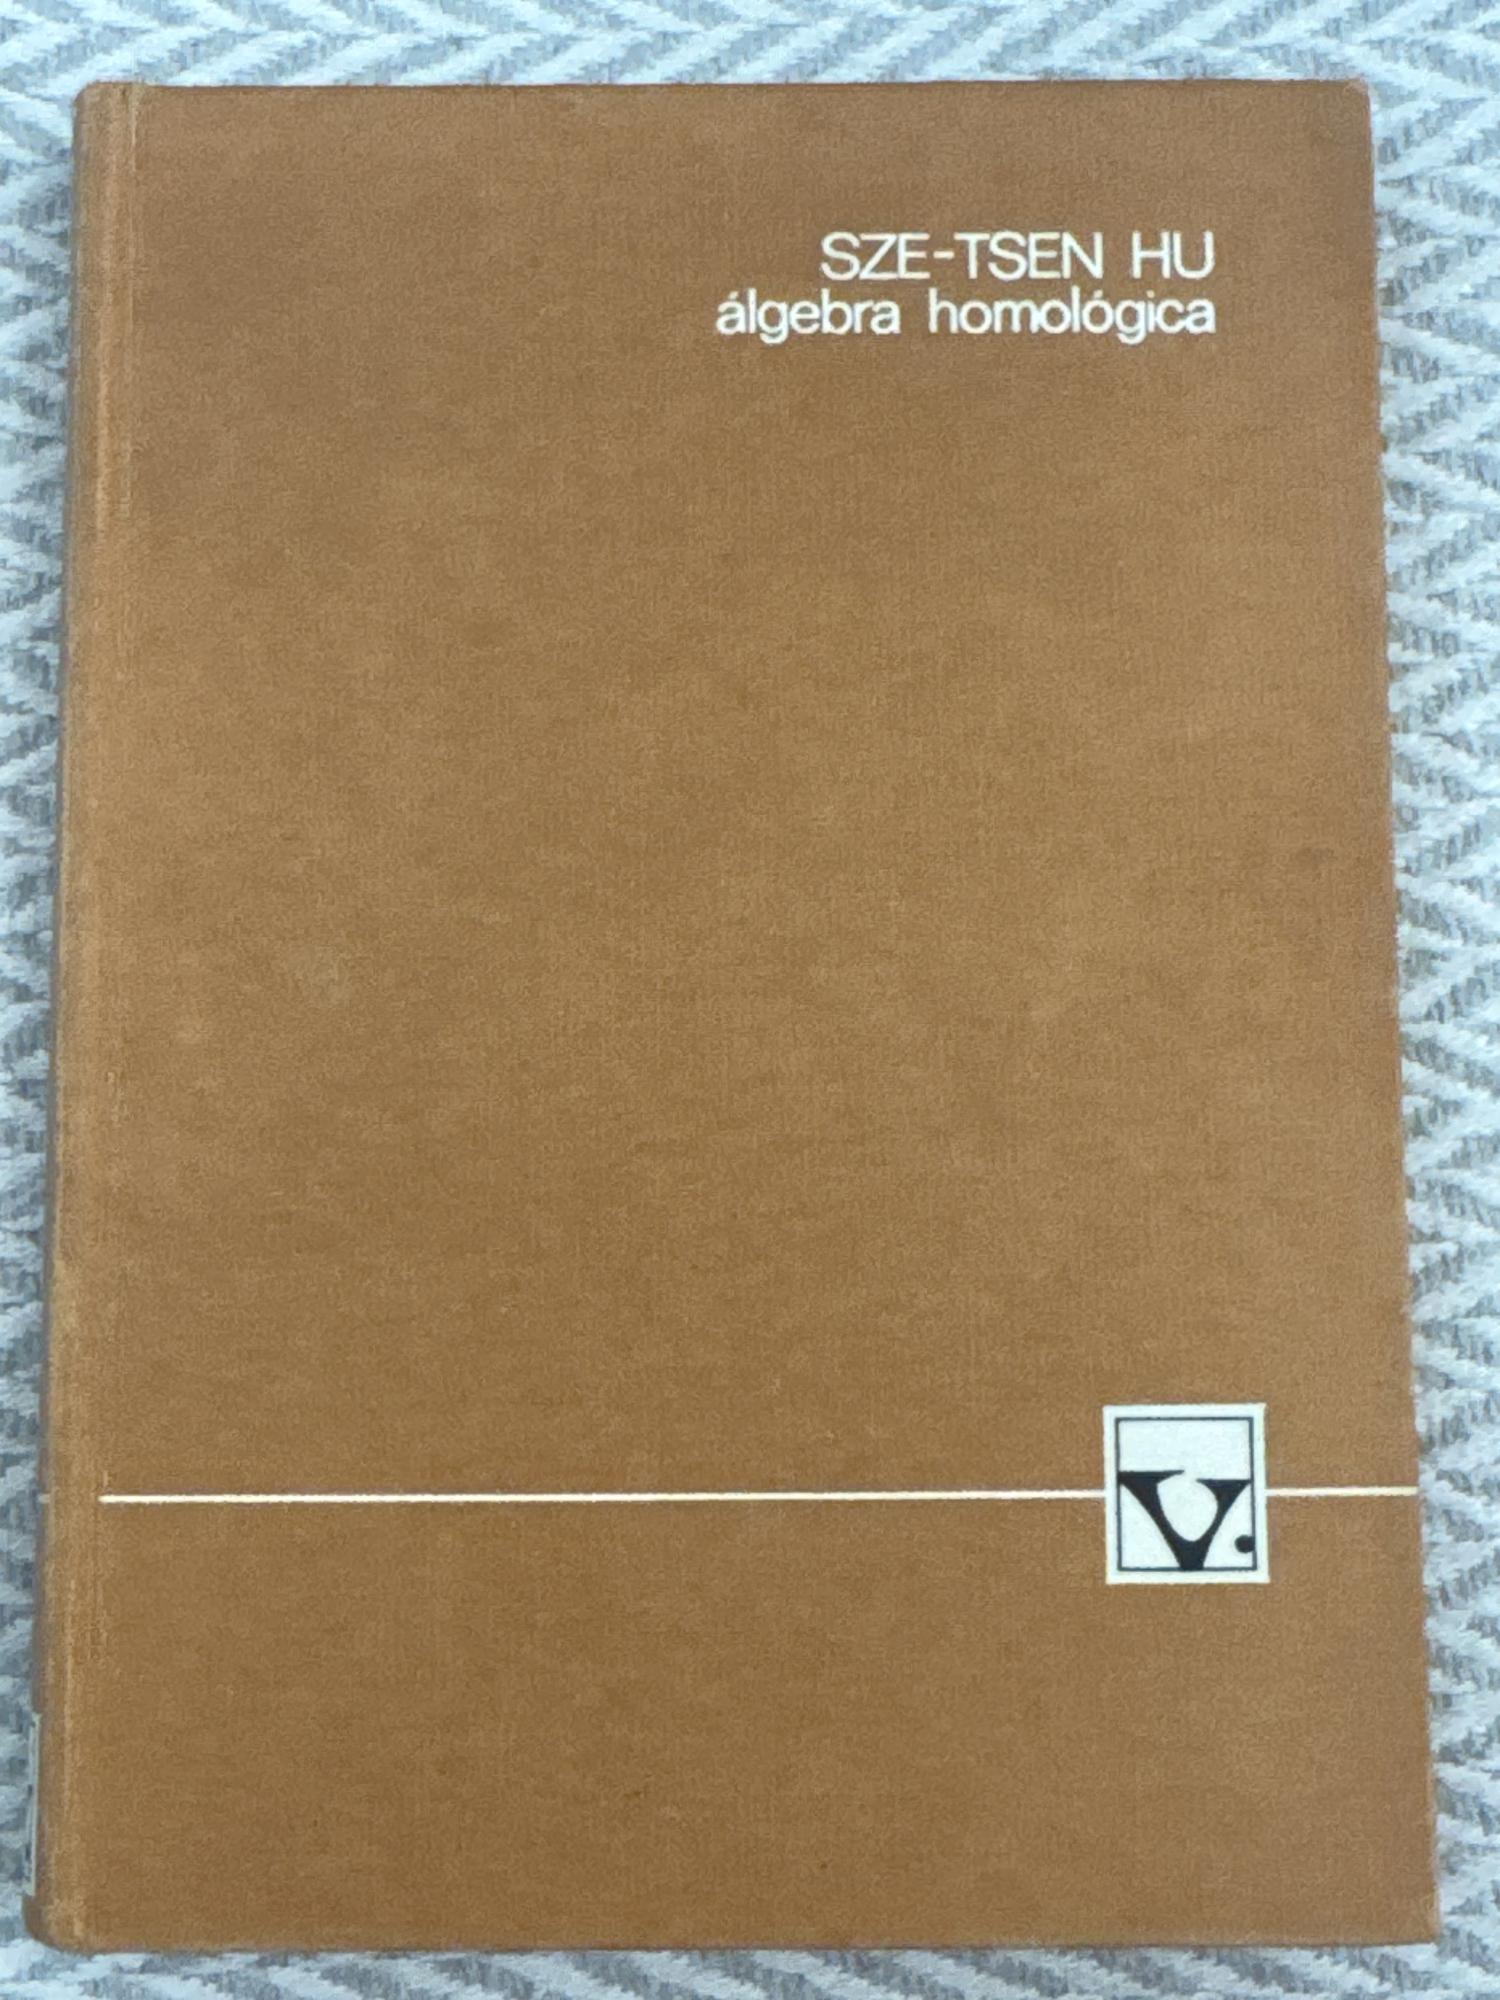 SZE-TSEN HU
álgebra homológica
V.